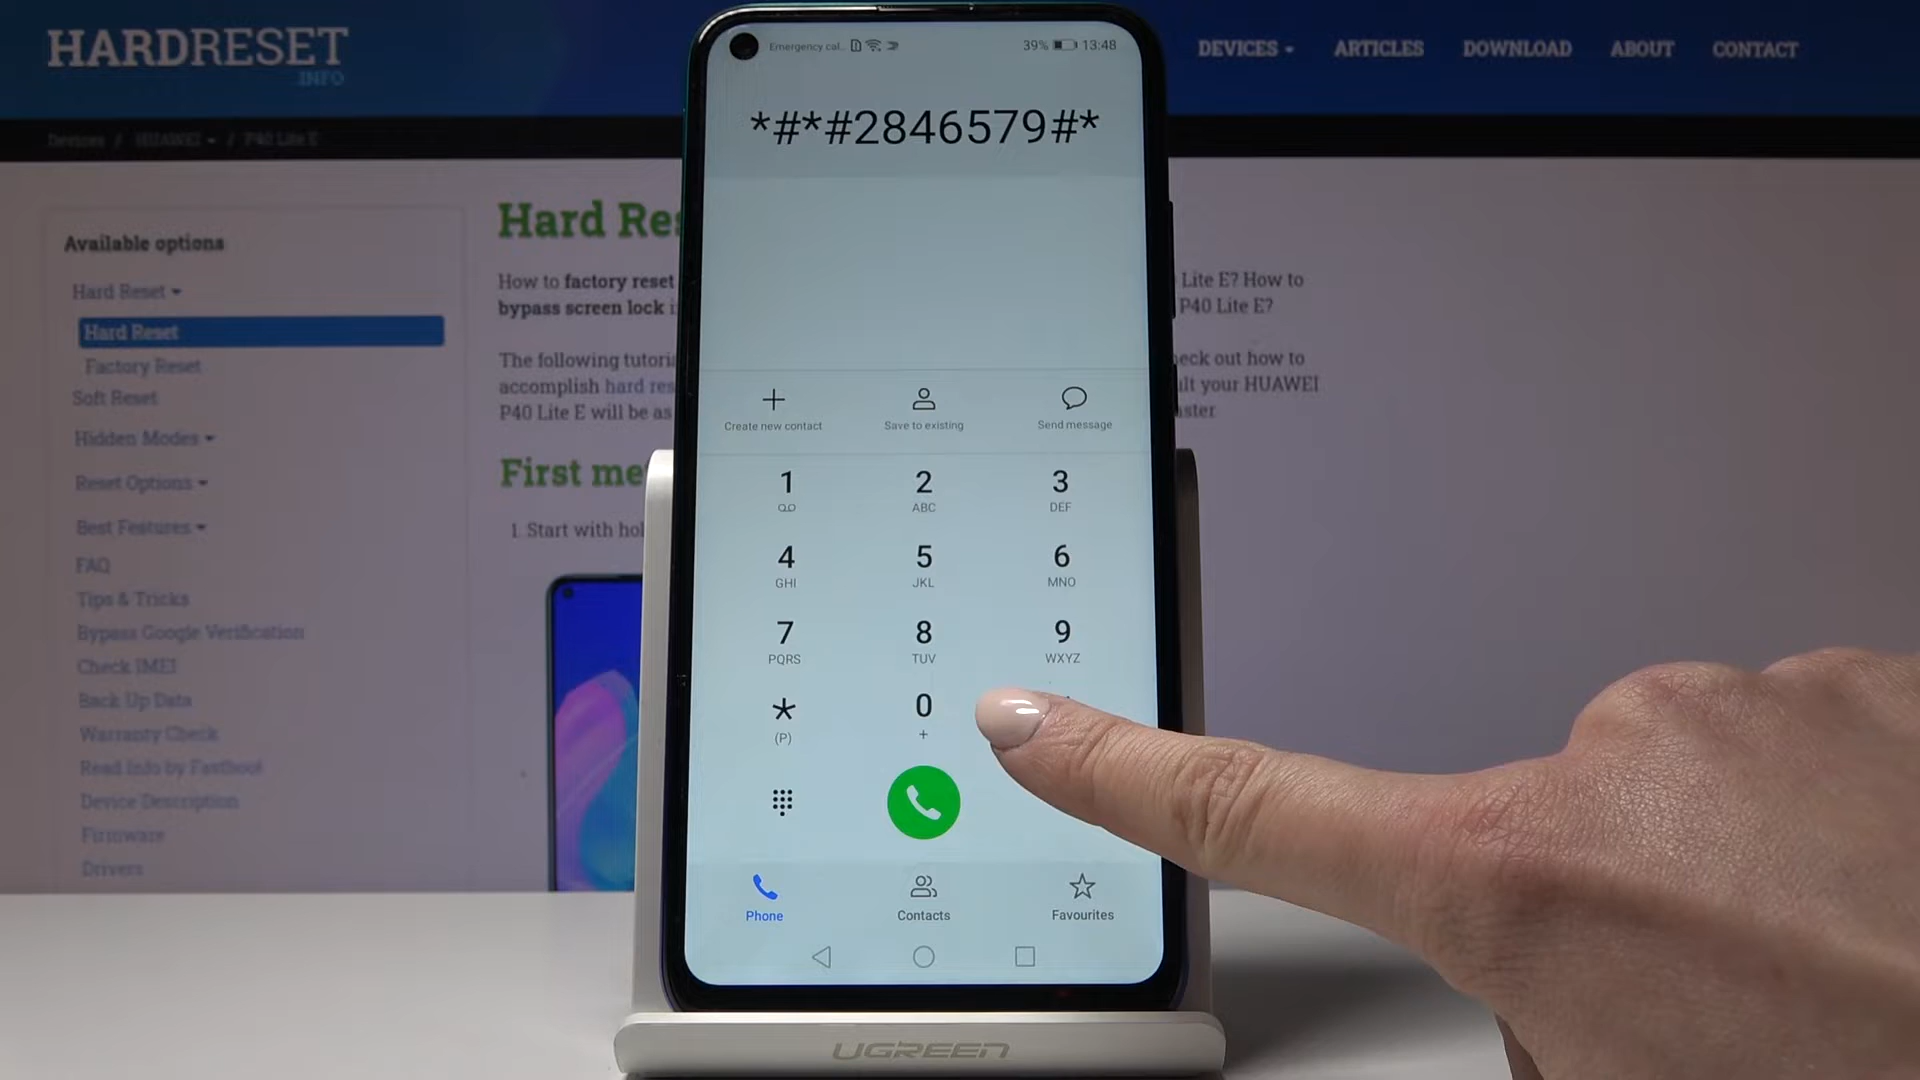 HARDRESET
.INFO
DEVICES
ARTICLES
DOWNLOAD
ABOUT
CONTACT
Devices / HUAWEI / P40 Lite E
Available options
Hard Reset
Hard Reset
Factory Reset
Soft Reset
Hidden Modes
Reset Options
Best Features
FAQ
Tips & Tricks
Bypass Google Verification
Check IMEI
Back Up Data
Warranty Check
Read Info by Fastboot
Device Description
Firmware
Drivers
Hard Res
How to factory reset
Lite E? How to
bypass screen lock
P40 Lite E?
The following tutori
eck out how to
accomplish hard res
ult your HUAWEI
P40 Lite E will be as
aster
First me
1. Start with hol
Emergency cal...
39% 13:48
*#*#2846579#*
Create new contact
Save to existing
Send message
1
2 ABC
3 DEF
4 GHI
5 JKL
6 MNO
7 PQRS
8 TUV
9 WXYZ
* (P)
0 +
Phone
Contacts
Favourites
UGREEN